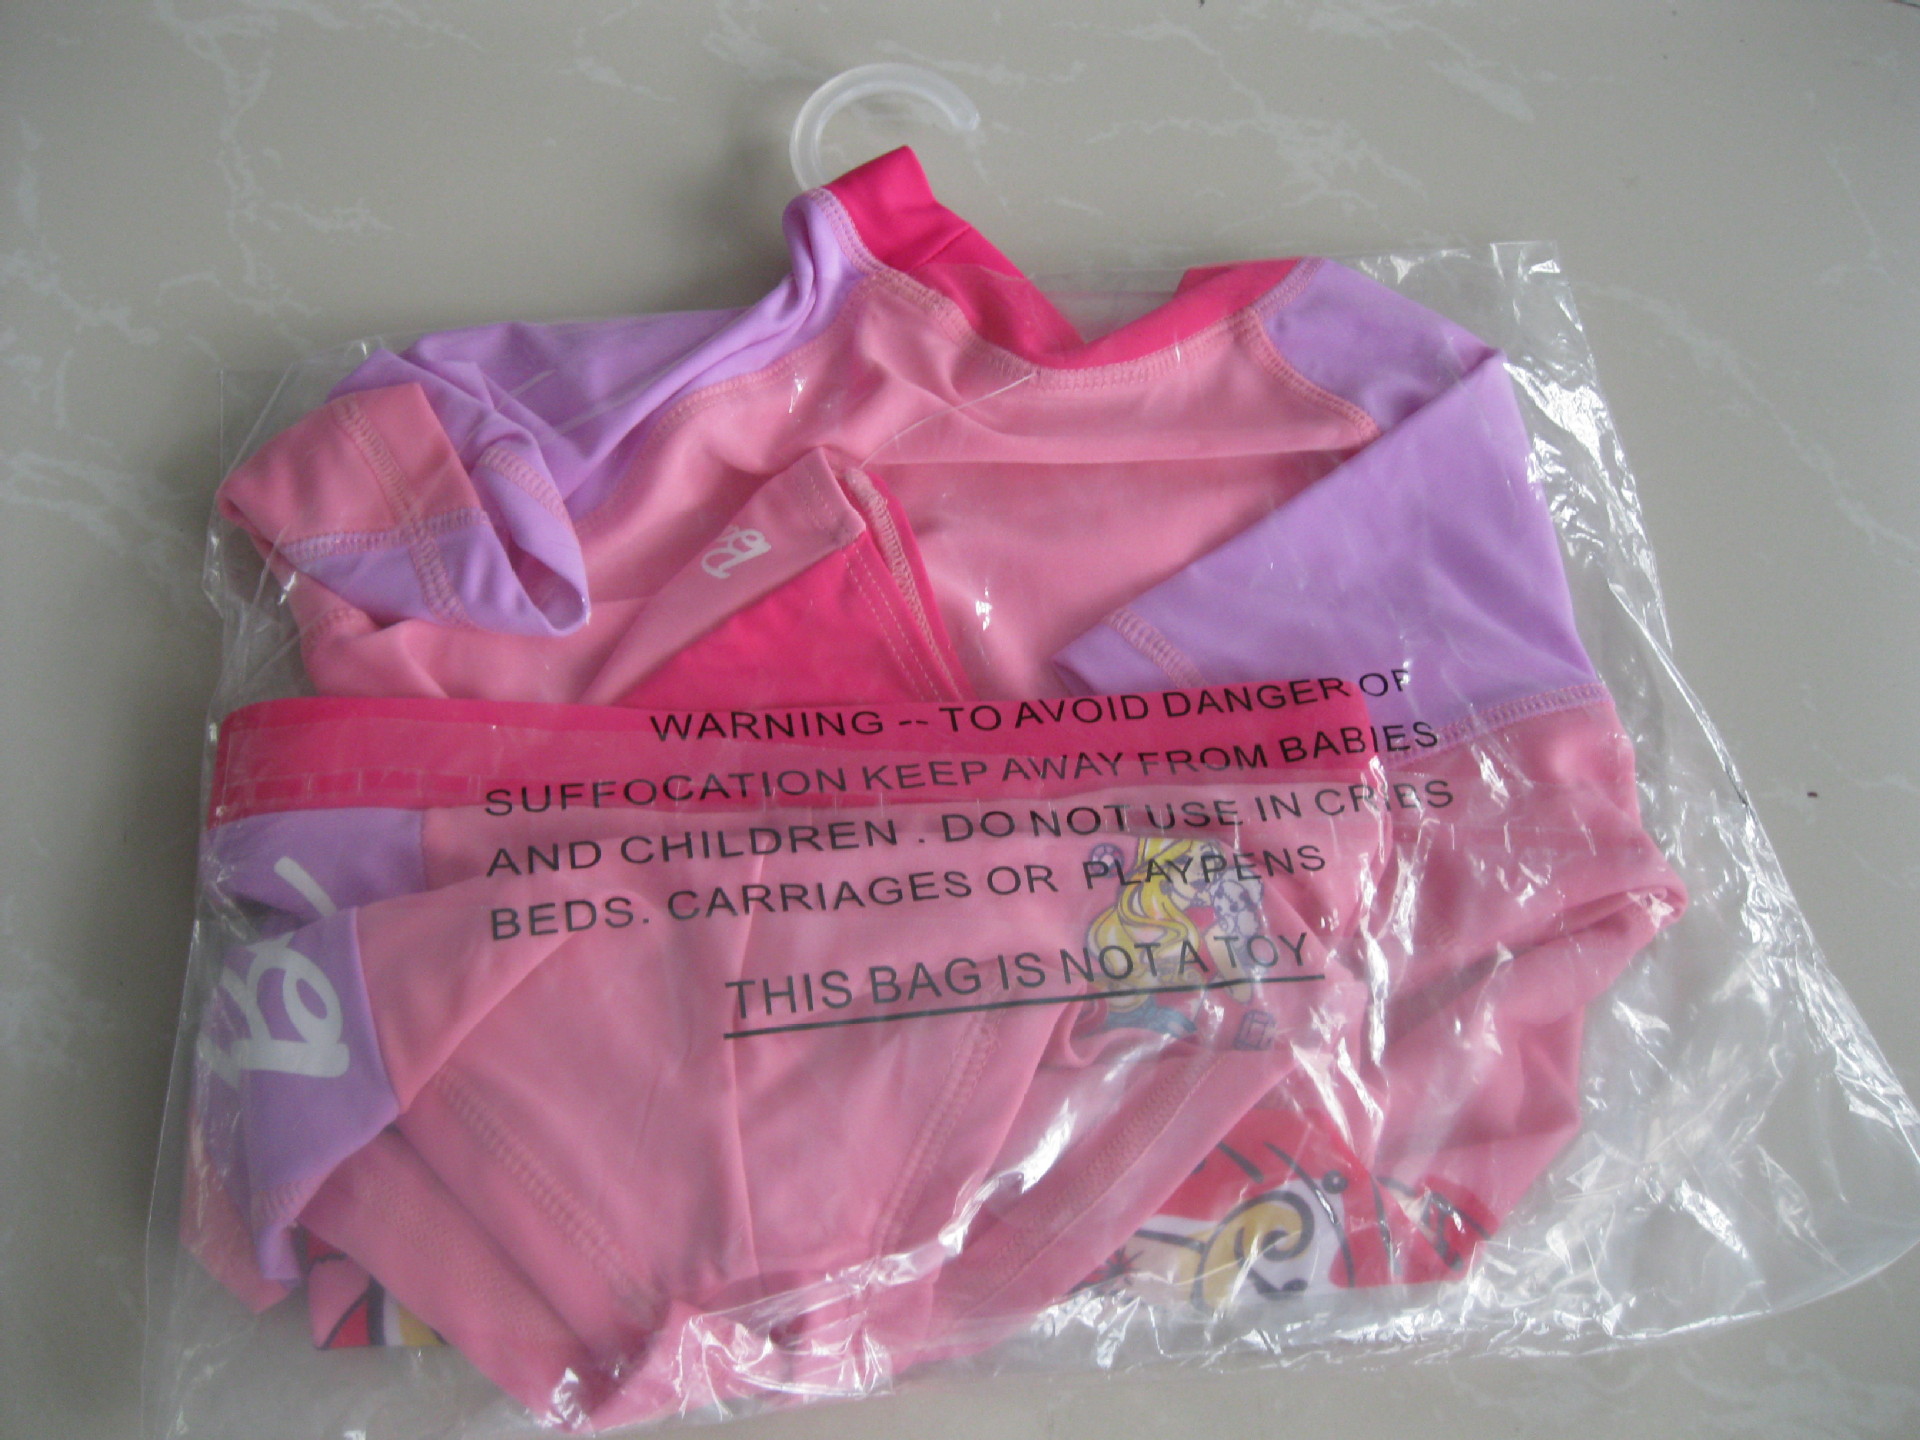 WARNING -- TO AVOID DANGER OF
SUFFOCATION KEEP AWAY FROM BABIES
AND CHILDREN . DO NOT USE IN CRIBS
BEDS. CARRIAGES OR PLAYPENS
THIS BAG IS NOT A TOY